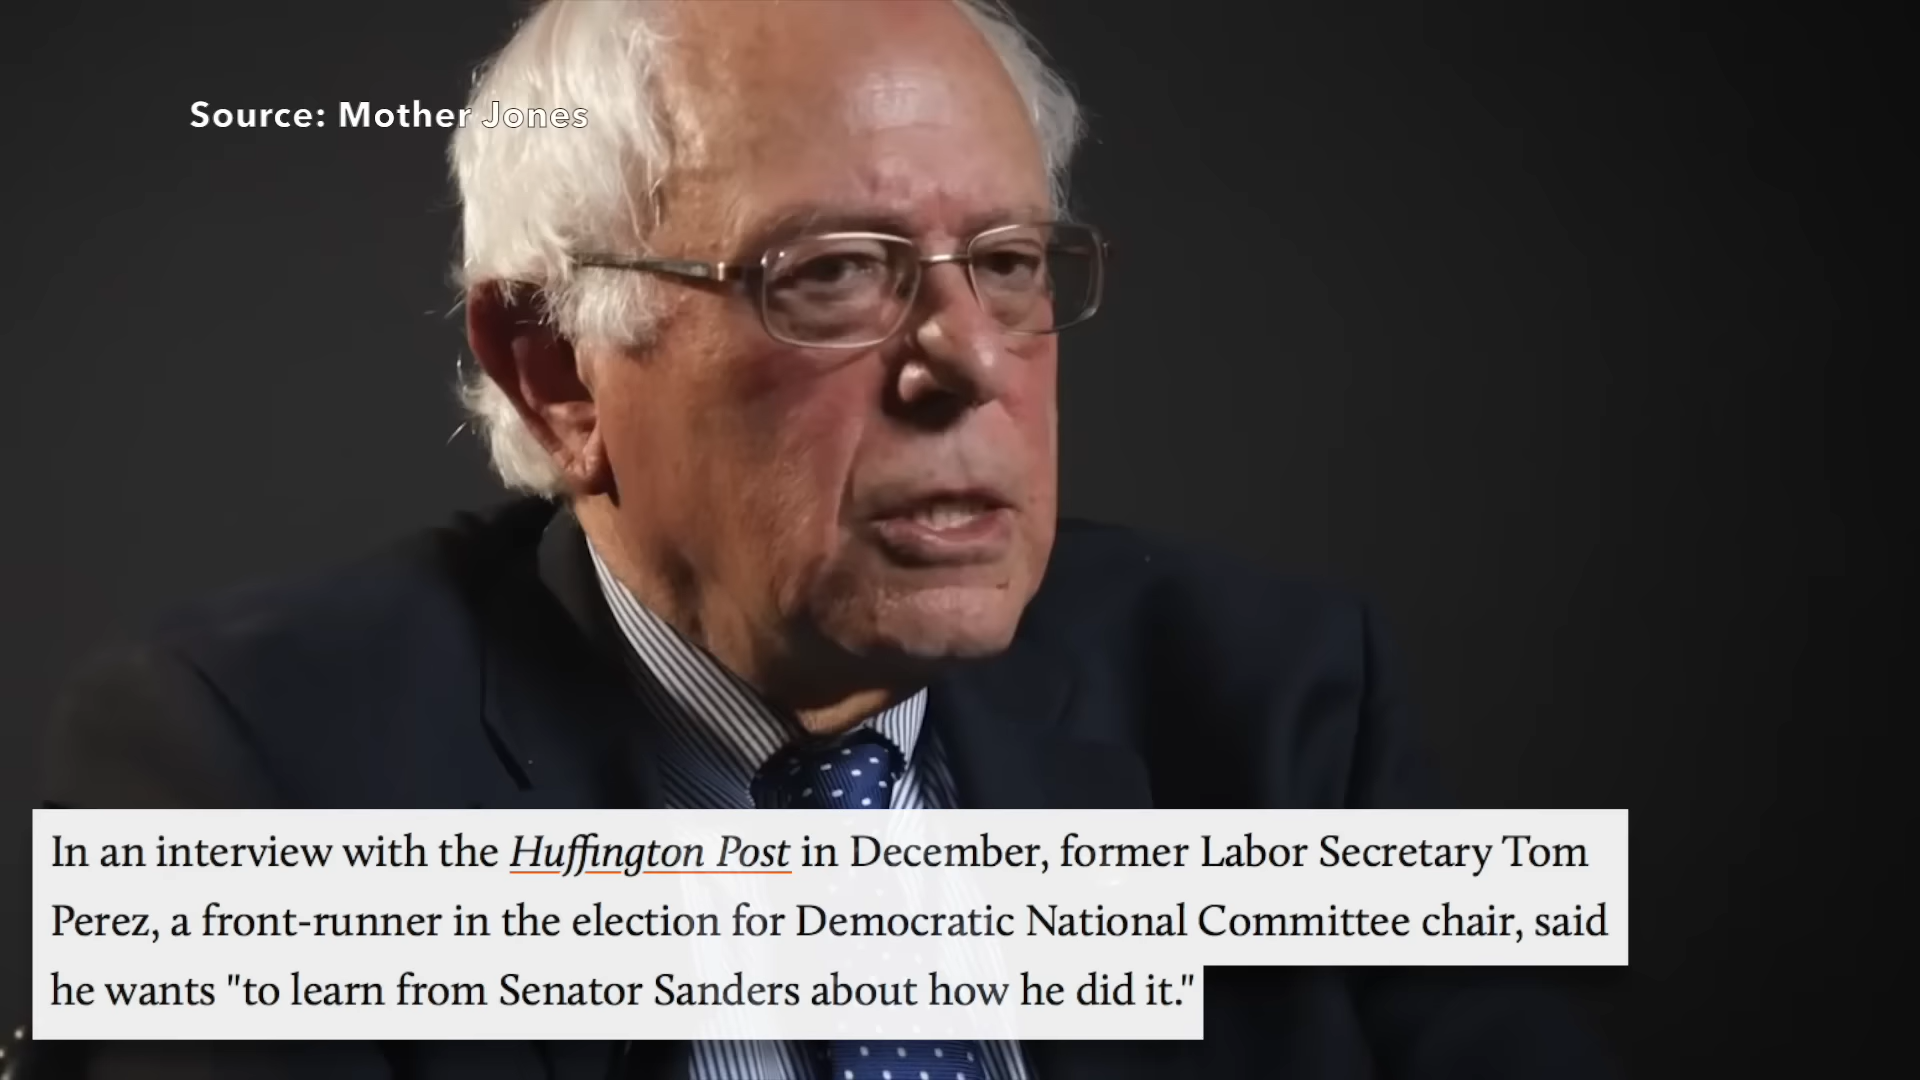 Source: Mother Jones
In an interview with the Huffington Post in December, former Labor Secretary Tom
Perez, a front-runner in the election for Democratic National Committee chair, said
he wants "to learn from Senator Sanders about how he did it."